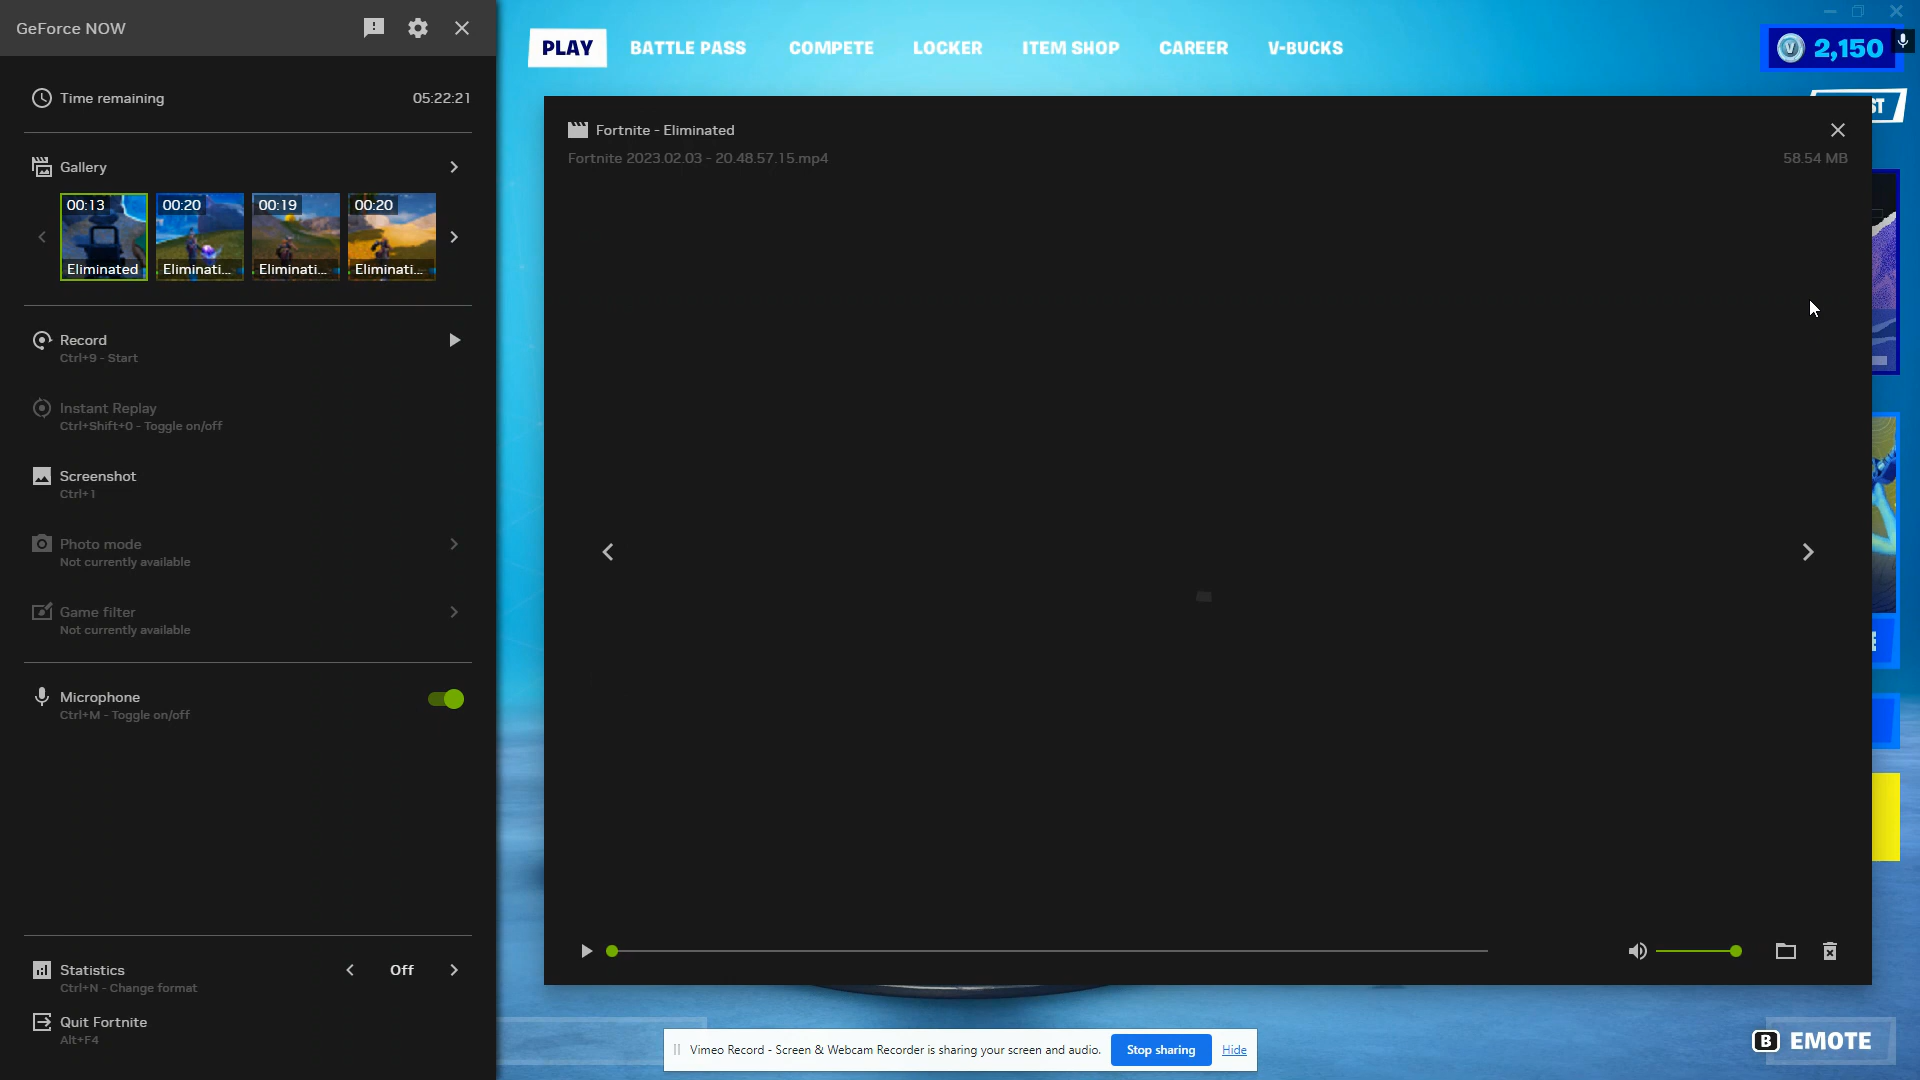 GeForce NOW
Time remaining
05:22:21
Gallery
00:13
00:20
00:19
00:20
Eliminated
Eliminati...
Eliminati...
Eliminati...
Record
Ctrl+9 - Start
Instant Replay
Ctrl+Shift+0 - Toggle on/off
Screenshot
Ctrl+1
Photo mode
Not currently available
Game filter
Not currently available
Microphone
Ctrl+M - Toggle on/off
Statistics
Off
Ctrl+N - Change format
Quit Fortnite
Alt+F4
PLAY
BATTLE PASS
COMPETE
LOCKER
ITEM SHOP
CAREER
V-BUCKS
2,150
Fortnite - Eliminated
Fortnite 2023.02.03 - 20.48.57.15.mp4
58.54 MB
Vimeo Record - Screen & Webcam Recorder is sharing your screen and audio.
Stop sharing
Hide
B
EMOTE